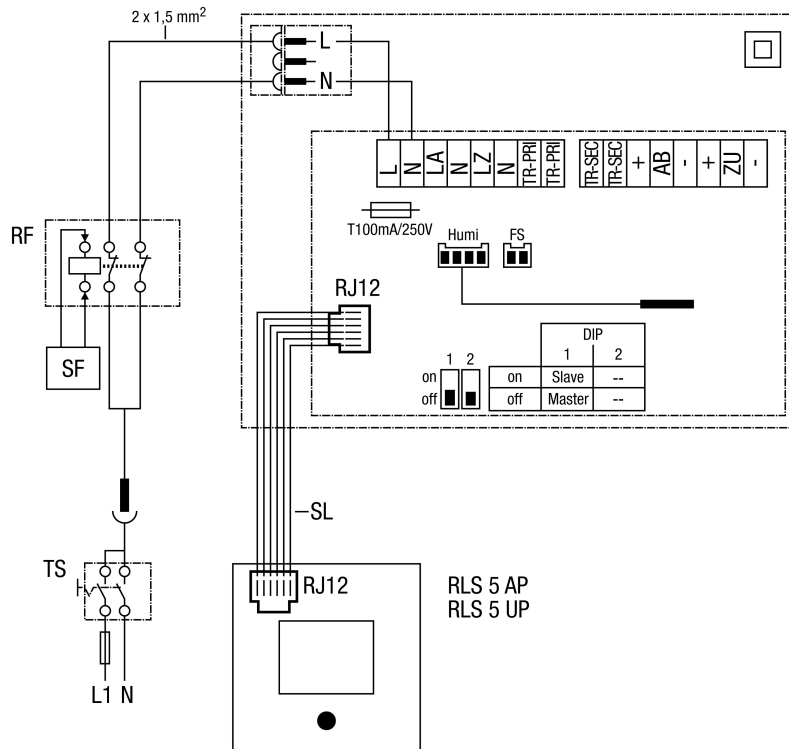 2 x 1,5 mm²
L
N
L N LA N LZ N TR-PRI TR-PRI TR-SEC TR-SEC + AB - + ZU -
T100mA/250V
Humi FS
RF
RJ12
SF
DIP
1 2
1 2
on
off
on Slave --
off Master --
SL
TS
RJ12
RLS 5 AP
RLS 5 UP
L1 N